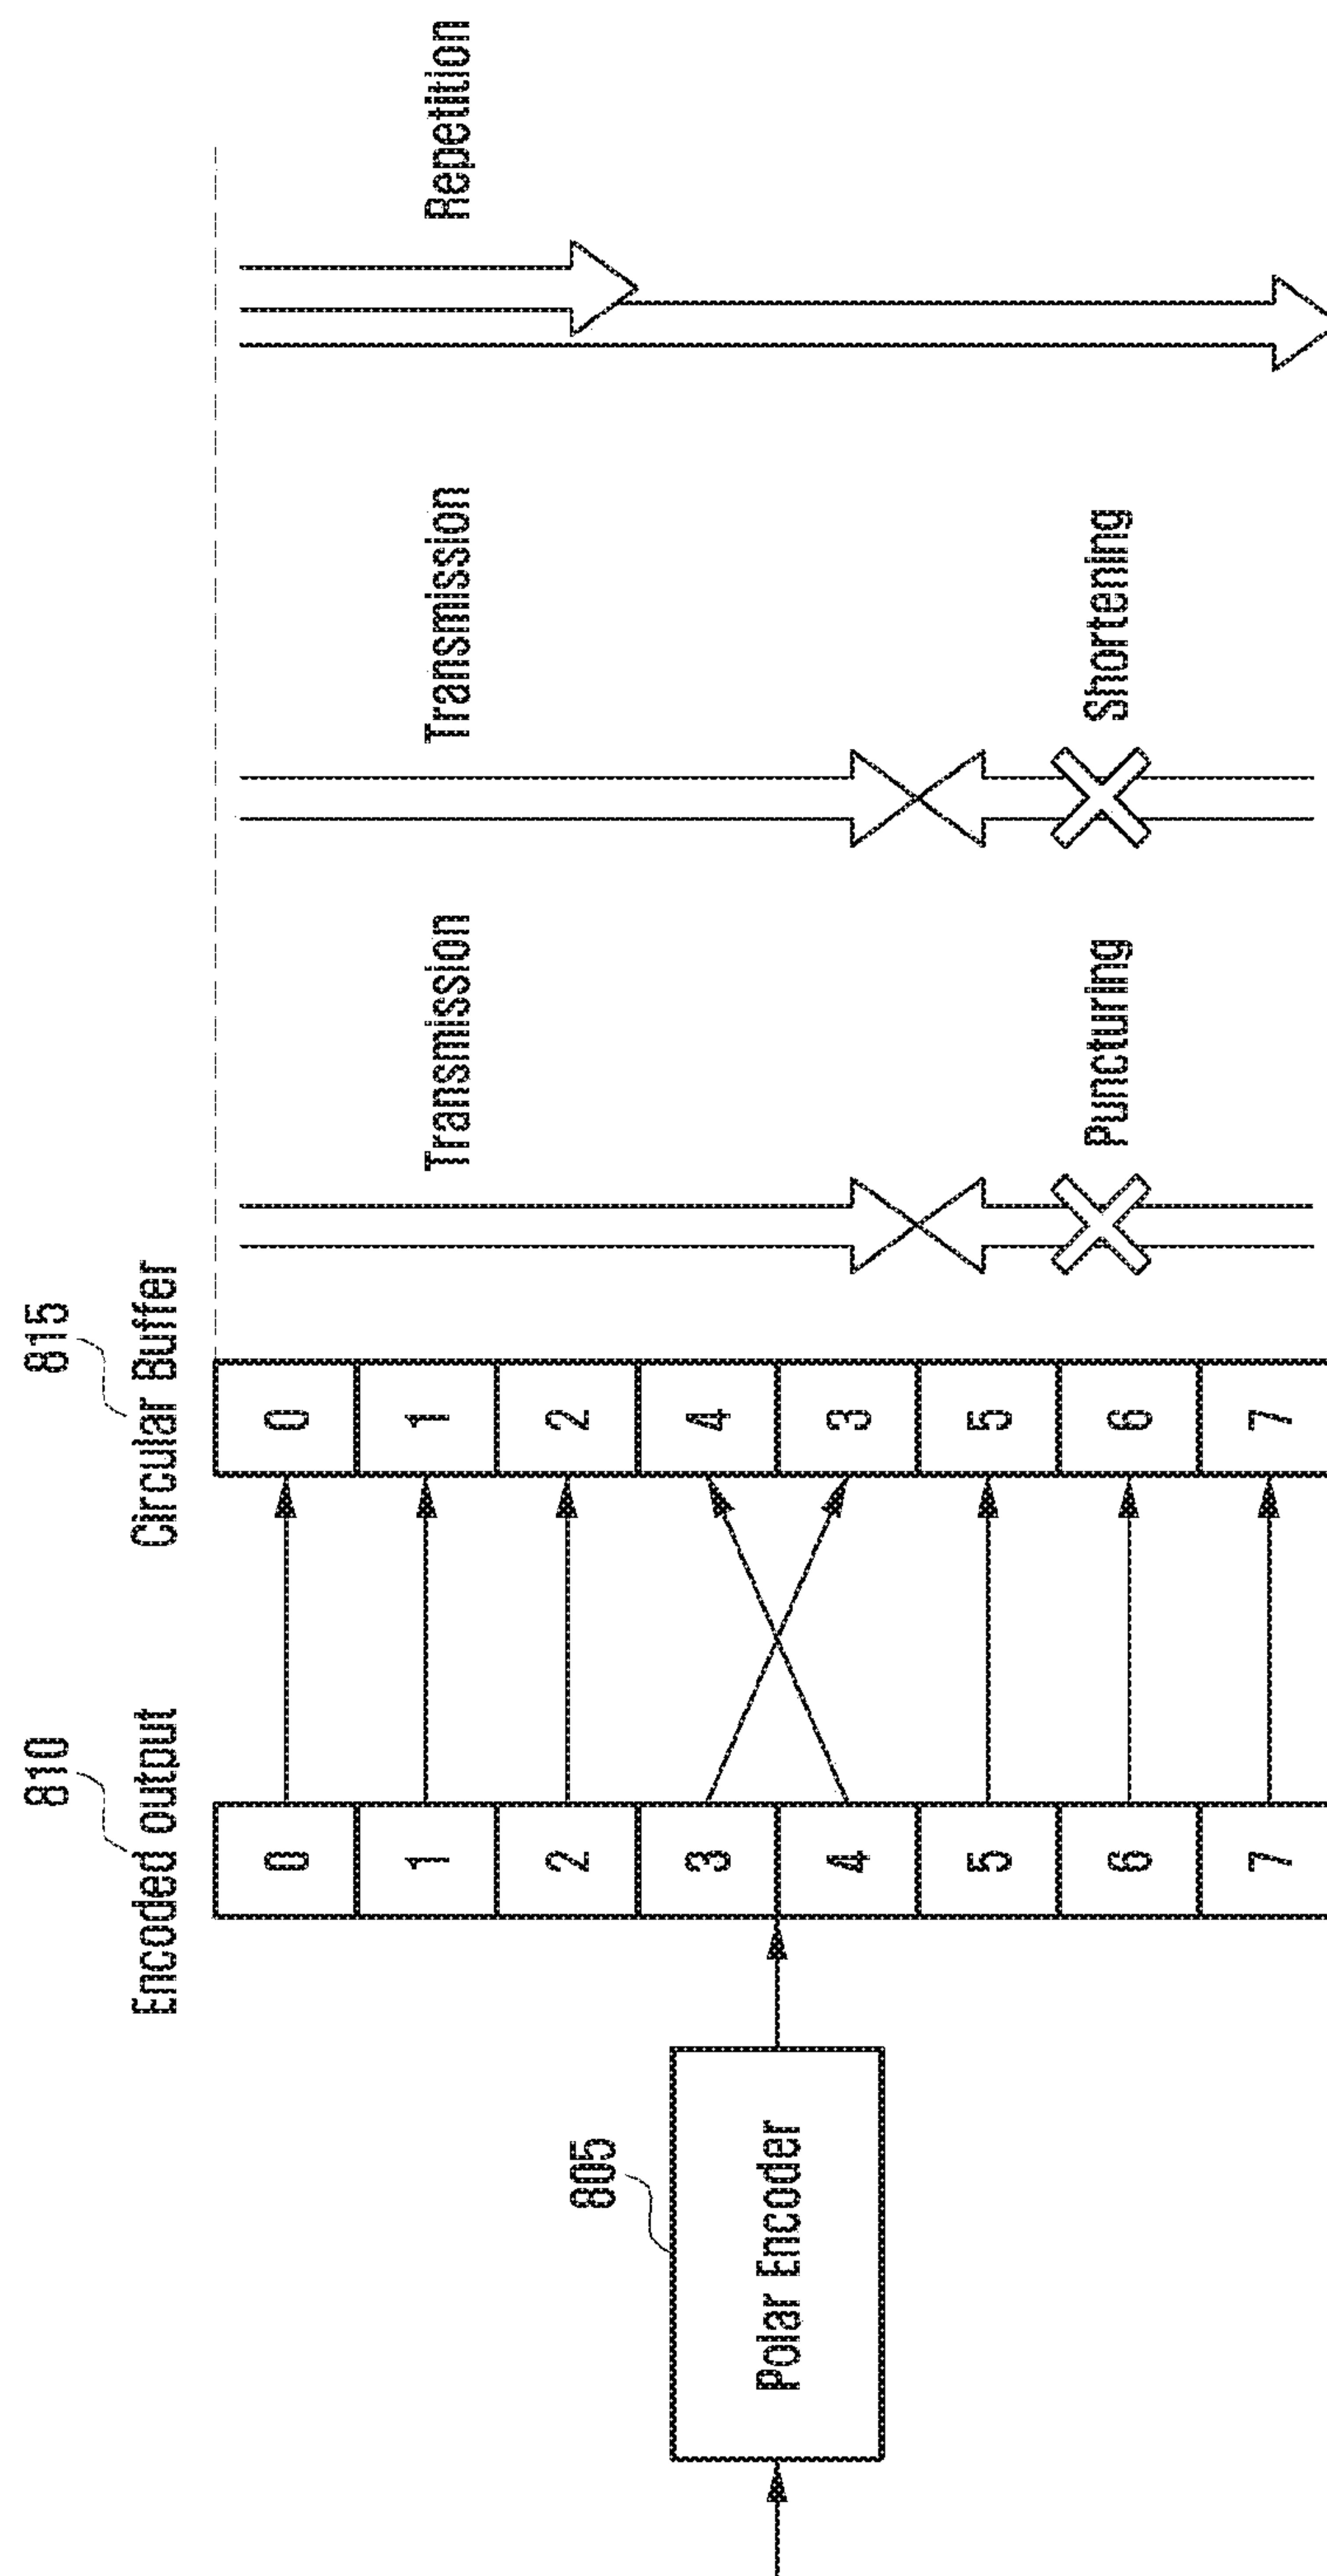 805
Polar Encoder
810
Encoded output
0
1
2
3
4
5
6
7
815
Circular Buffer
0
1
2
4
3
5
6
7
Transmission
Puncturing
Transmission
Shortening
Repetition